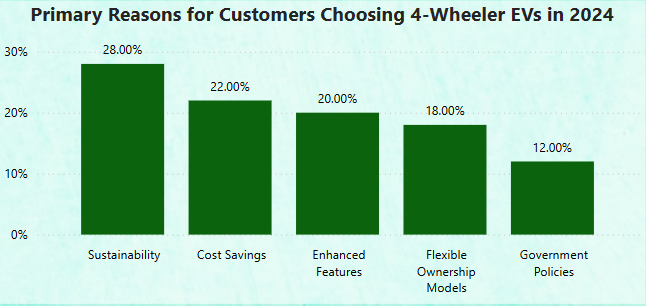 Primary Reasons for Customers Choosing 4-Wheeler EVs in 2024
30%
20%
10%
0%
28.00%
22.00%
20.00%
18.00%
12.00%
Sustainability
Cost Savings
Enhanced
Features
Flexible
Ownership
Models
Government
Policies